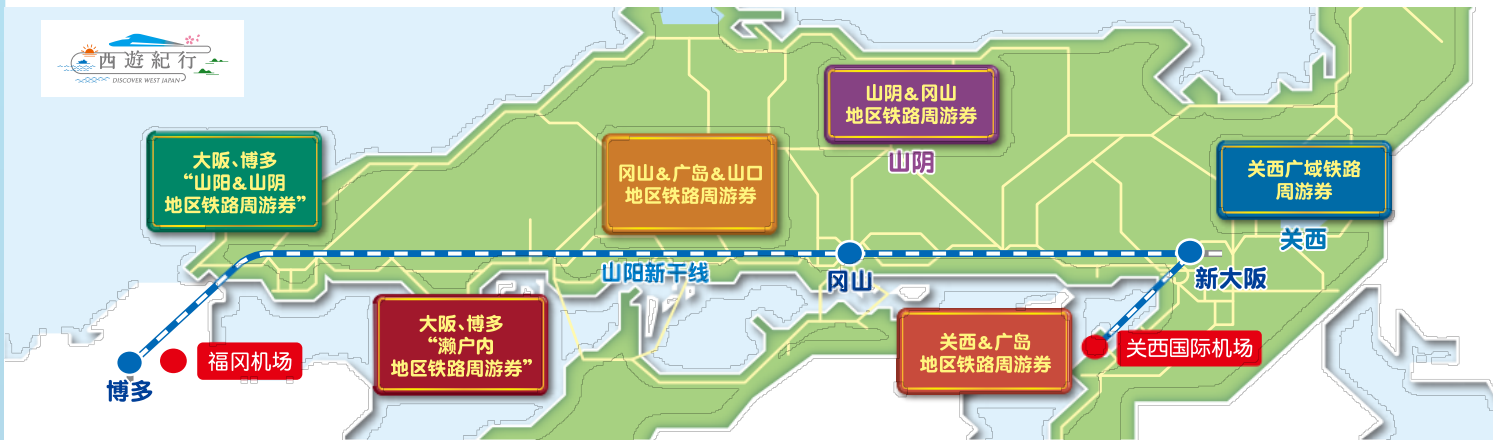 西遊紀行
DISCOVER WEST JAPAN
山阴&冈山
地区铁路周游券
山阴
大阪、博多
“山阳&山阴
地区铁路周游券”
冈山&广岛&山口
地区铁路周游券
关西广域铁路
周游券
关西
山阳新干线
冈山
新大阪
大阪、博多
“濑户内
地区铁路周游券”
关西&广岛
地区铁路周游券
关西国际机场
福冈机场
博多